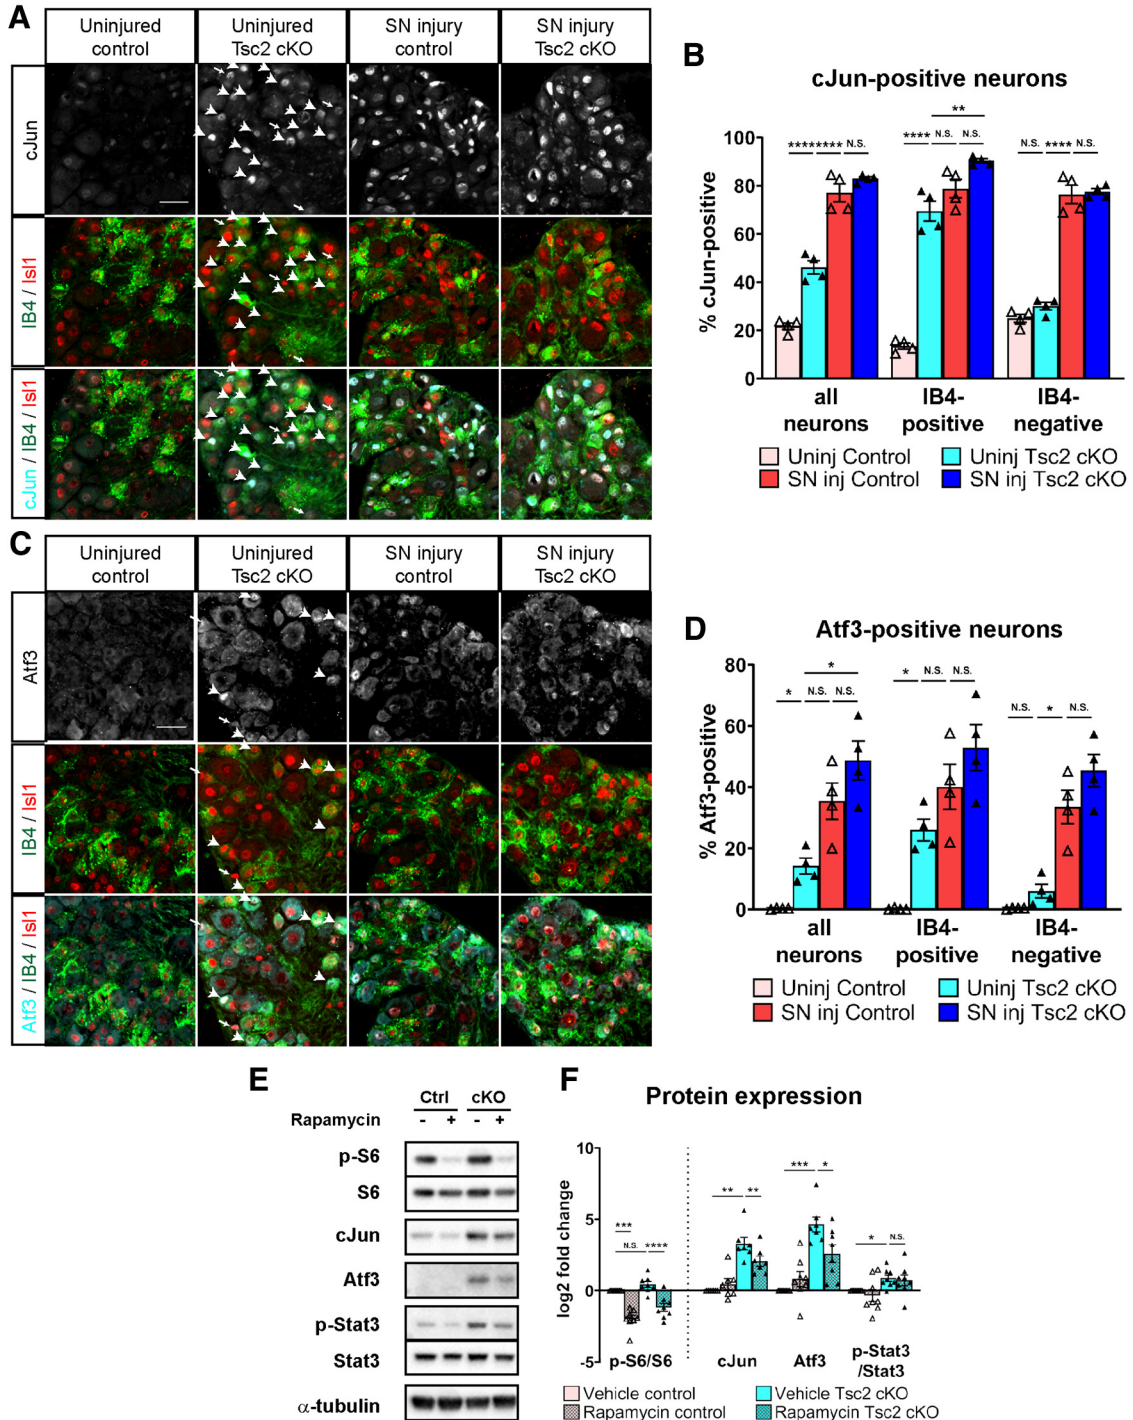 A
Uninjured control
Uninjured Tsc2 cKO
SN injury control
SN injury Tsc2 cKO
cJun
IB4 / Isl1
cJun / IB4 / Isl1
B
cJun-positive neurons
**
**** **** N.S.
**** N.S. N.S.
N.S. **** N.S.
% cJun-positive
100
80
60
40
20
0
all neurons
IB4-positive
IB4-negative
Uninj Control
Uninj Tsc2 cKO
SN inj Control
SN inj Tsc2 cKO
C
Uninjured control
Uninjured Tsc2 cKO
SN injury control
SN injury Tsc2 cKO
Atf3
IB4 / Isl1
Atf3 / IB4 / Isl1
D
Atf3-positive neurons
*
* N.S. N.S.
* N.S. N.S.
N.S. * N.S.
% Atf3-positive
80
60
40
20
0
all neurons
IB4-positive
IB4-negative
Uninj Control
Uninj Tsc2 cKO
SN inj Control
SN inj Tsc2 cKO
E
Ctrl cKO
Rapamycin - + - +
p-S6
S6
cJun
Atf3
p-Stat3
Stat3
α-tubulin
F
Protein expression
log2 fold change
10
5
0
-5
***
N.S. ****
** **
*** *
* N.S.
p-S6/S6
cJun
Atf3
p-Stat3
/Stat3
Vehicle control
Vehicle Tsc2 cKO
Rapamycin control
Rapamycin Tsc2 cKO